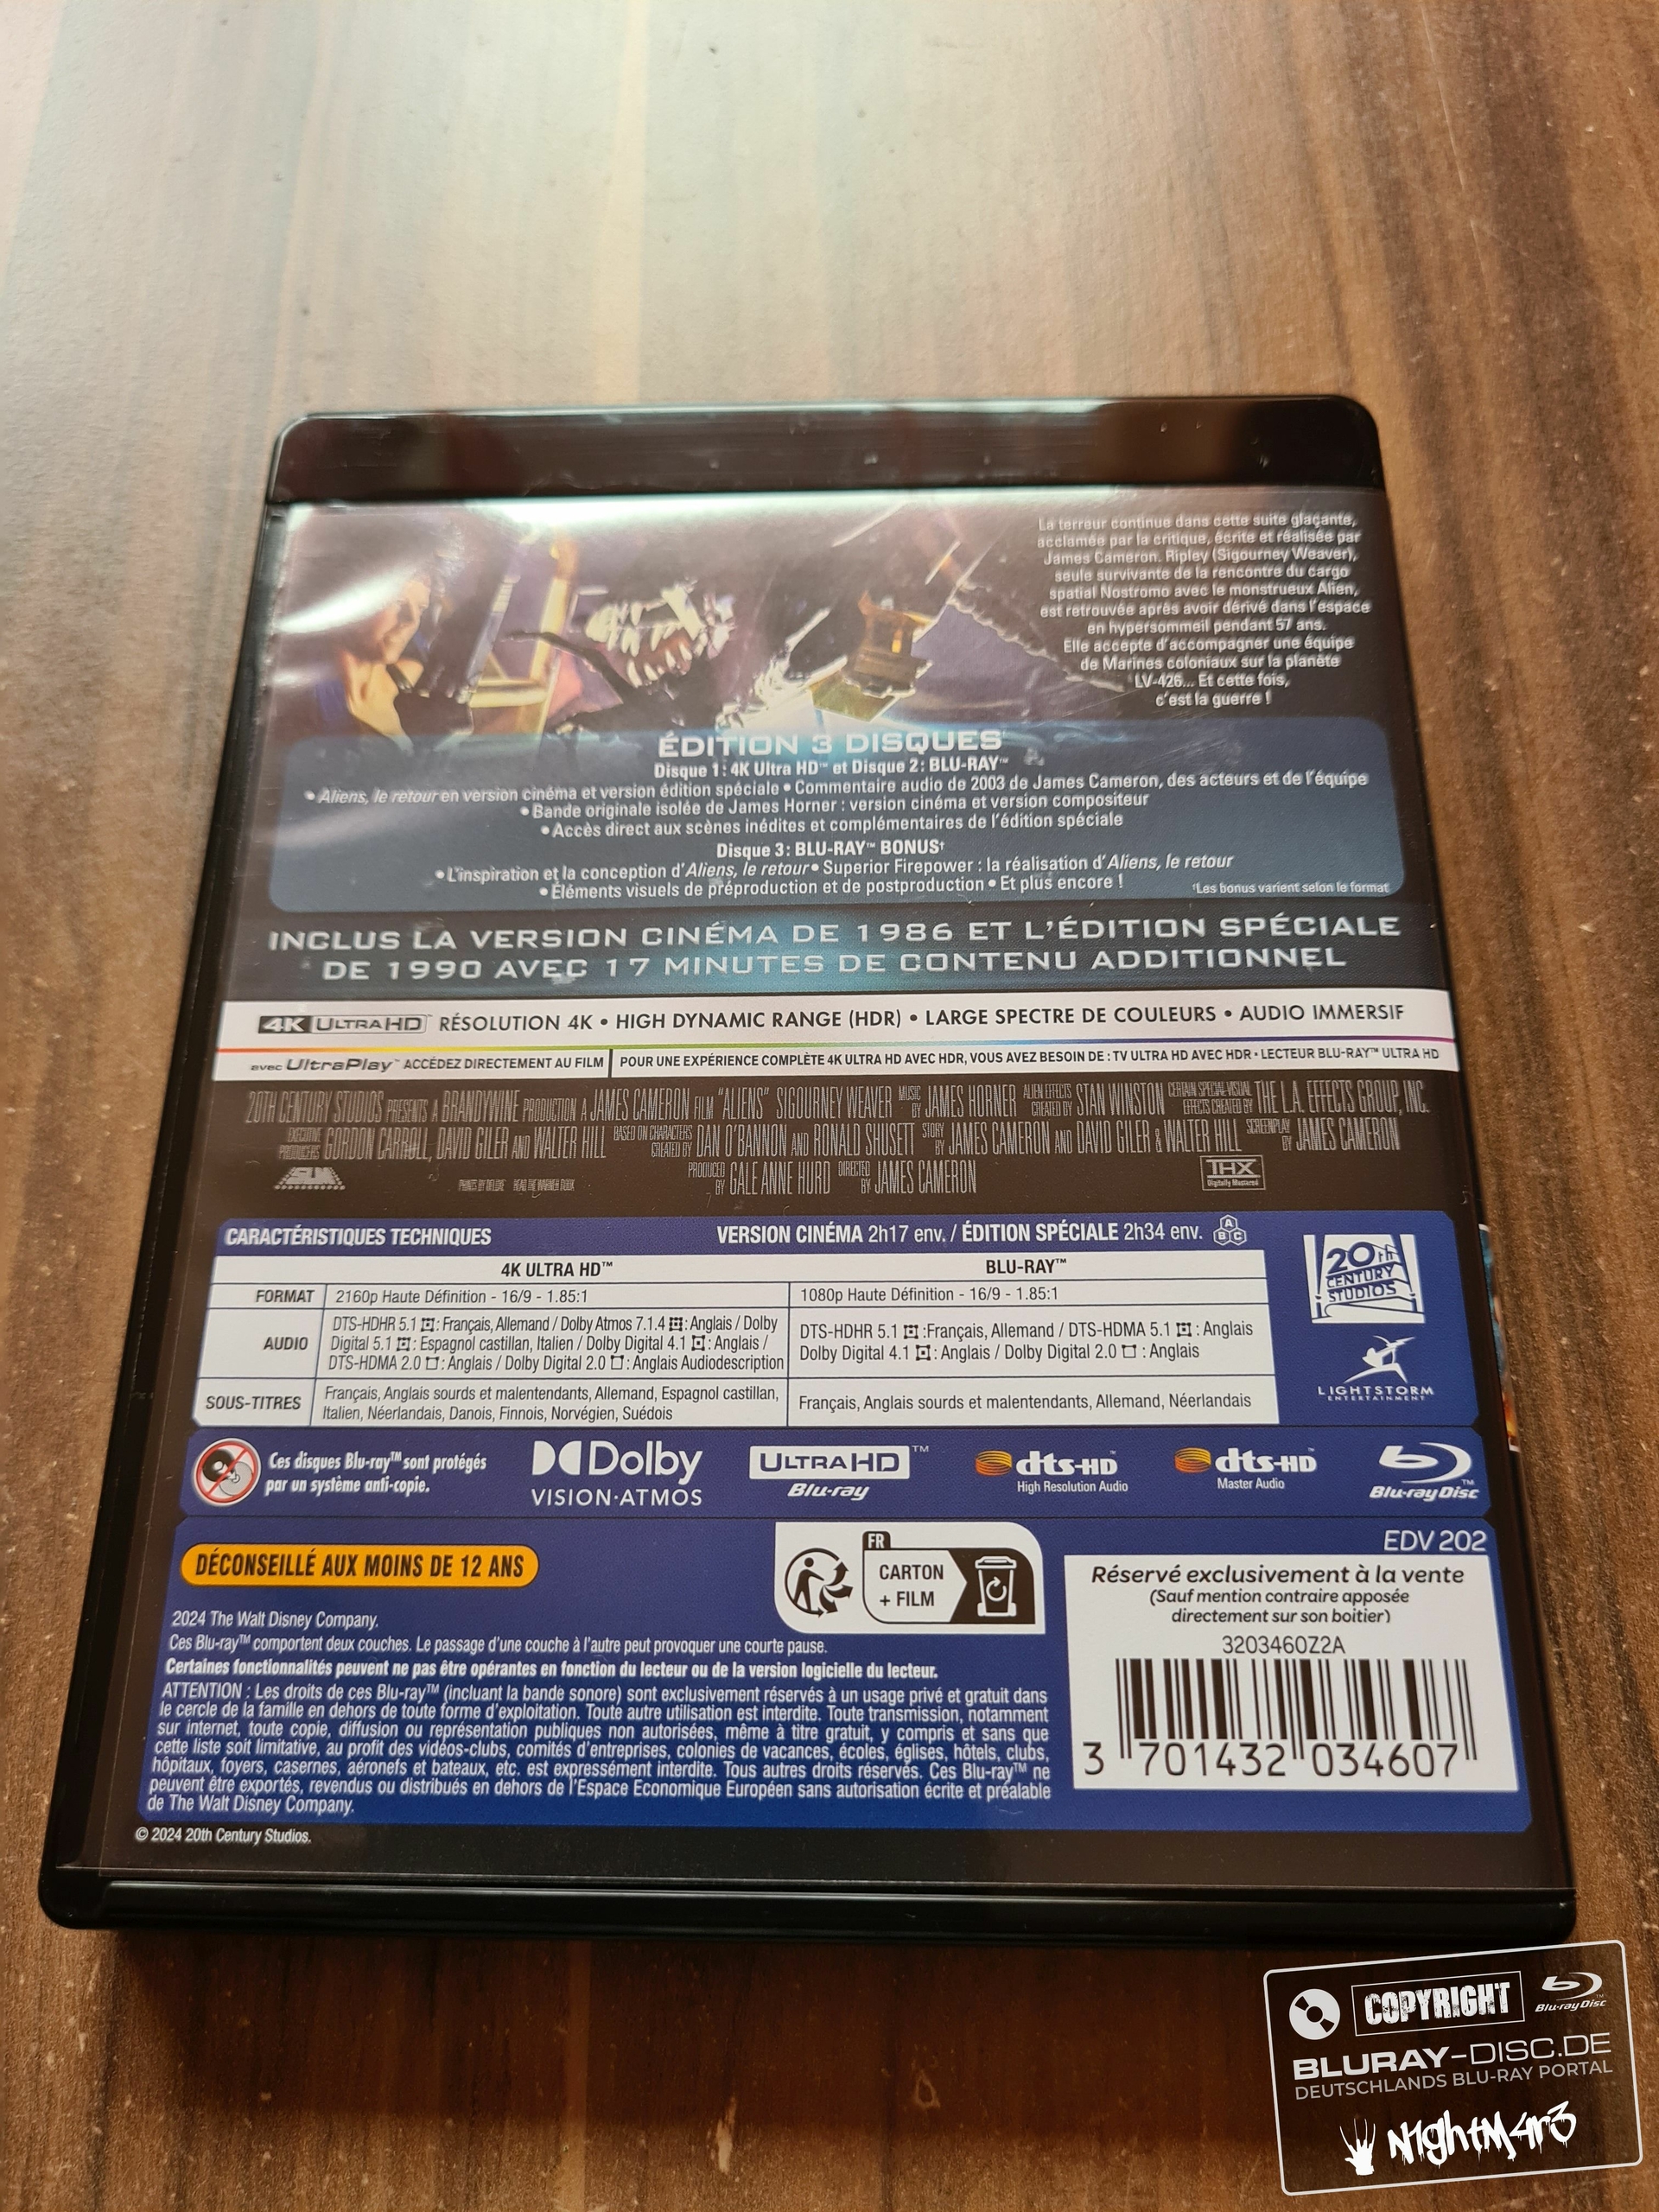 La terreur continue dans cette suite glaçante,
acclamée par la critique, écrite et réalisée par
James Cameron. Ripley (Sigourney Weaver),
seule survivante de la rencontre du cargo
spatial Nostromo avec le monstrueux Alien,
est retrouvée après avoir dérivé dans l'espace
en hypersommeil pendant 57 ans.
Elle accepte d'accompagner une équipe
de Marines coloniaux sur la planète
LV-426... Et cette fois,
c'est la guerre !
ÉDITION 3 DISQUES†
Disque 1 : 4K Ultra HD™ et Disque 2 : BLU-RAY™
• Aliens, le retour en version cinéma et version édition spéciale • Commentaire audio de 2003 de James Cameron, des acteurs et de l'équipe
• Bande originale isolée de James Horner : version cinéma et version compositeur
• Accès direct aux scènes inédites et complémentaires de l'édition spéciale
Disque 3 : BLU-RAY™ BONUS†
• L'inspiration et la conception d'Aliens, le retour • Superior Firepower : la réalisation d'Aliens, le retour
• Éléments visuels de préproduction et de postproduction • Et plus encore !
†Les bonus varient selon le format
INCLUS LA VERSION CINÉMA DE 1986 ET L'ÉDITION SPÉCIALE
DE 1990 AVEC 17 MINUTES DE CONTENU ADDITIONNEL
4K ULTRA HD™ RÉSOLUTION 4K • HIGH DYNAMIC RANGE (HDR) • LARGE SPECTRE DE COULEURS • AUDIO IMMERSIF
avec UltraPlay™ ACCÉDEZ DIRECTEMENT AU FILM POUR UNE EXPÉRIENCE COMPLÈTE 4K ULTRA HD AVEC HDR, VOUS AVEZ BESOIN DE : TV ULTRA HD AVEC HDR • LECTEUR BLU-RAY™ ULTRA HD
20TH CENTURY STUDIOS PRESENTS A BRANDYWINE PRODUCTION A JAMES CAMERON FILM "ALIENS" SIGOURNEY WEAVER MUSIC BY JAMES HORNER ALIEN EFFECTS CREATED BY STAN WINSTON CERTAIN SPECIAL VISUAL EFFECTS CREATED BY THE L.A. EFFECTS GROUP, INC.
EXECUTIVE PRODUCERS GORDON CARROLL, DAVID GILER AND WALTER HILL BASED ON CHARACTERS CREATED BY DAN O'BANNON AND RONALD SHUSETT STORY BY JAMES CAMERON AND DAVID GILER & WALTER HILL SCREENPLAY BY JAMES CAMERON
PRINTS BY DELUXE READ THE WARNER BOOK PRODUCED BY GALE ANNE HURD DIRECTED BY JAMES CAMERON THX Digitally Mastered
CARACTÉRISTIQUES TECHNIQUES VERSION CINÉMA 2h17 env. / ÉDITION SPÉCIALE 2h34 env. A B C
4K ULTRA HD™ BLU-RAY™
FORMAT 2160p Haute Définition - 16/9 - 1.85:1 1080p Haute Définition - 16/9 - 1.85:1
AUDIO DTS-HDHR 5.1 : Français, Allemand / Dolby Atmos 7.1.4 : Anglais / Dolby
Digital 5.1 : Espagnol castillan, Italien / Dolby Digital 4.1 : Anglais /
DTS-HDMA 2.0 : Anglais / Dolby Digital 2.0 : Anglais Audiodescription
DTS-HDHR 5.1 :Français, Allemand / DTS-HDMA 5.1 : Anglais
Dolby Digital 4.1 : Anglais / Dolby Digital 2.0 : Anglais
SOUS-TITRES Français, Anglais sourds et malentendants, Allemand, Espagnol castillan,
Italien, Néerlandais, Danois, Finnois, Norvégien, Suédois
Français, Anglais sourds et malentendants, Allemand, Néerlandais
20th
CENTURY
STUDIOS
LIGHTSTORM
ENTERTAINMENT
Ces disques Blu-ray™ sont protégés
par un système anti-copie.
Dolby
VISION·ATMOS
ULTRA HD™
Blu-ray
dts-HD
High Resolution Audio
dts-HD
Master Audio
Blu-ray Disc™
DÉCONSEILLÉ AUX MOINS DE 12 ANS
FR
CARTON
+ FILM
EDV 202
Réservé exclusivement à la vente
(Sauf mention contraire apposée
directement sur son boitier)
3203460Z2A
3 701432 034607
2024 The Walt Disney Company.
Ces Blu-ray™ comportent deux couches. Le passage d'une couche à l'autre peut provoquer une courte pause.
Certaines fonctionnalités peuvent ne pas être opérantes en fonction du lecteur ou de la version logicielle du lecteur.
ATTENTION : Les droits de ces Blu-ray™ (incluant la bande sonore) sont exclusivement réservés à un usage privé et gratuit dans
le cercle de la famille en dehors de toute forme d'exploitation. Toute autre utilisation est interdite. Toute transmission, notamment
sur internet, toute copie, diffusion ou représentation publiques non autorisées, même à titre gratuit, y compris et sans que
cette liste soit limitative, au profit des vidéos-clubs, comités d'entreprises, colonies de vacances, écoles, églises, hôtels, clubs,
hôpitaux, foyers, casernes, aéronefs et bateaux, etc. est expressément interdite. Tous autres droits réservés. Ces Blu-ray™ ne
peuvent être exportés, revendus ou distribués en dehors de l'Espace Economique Européen sans autorisation écrite et préalable
de The Walt Disney Company.
© 2024 20th Century Studios.
COPYRIGHT Blu-ray Disc™
BLURAY-DISC.DE
DEUTSCHLANDS BLU-RAY PORTAL
N1ghtM4r3